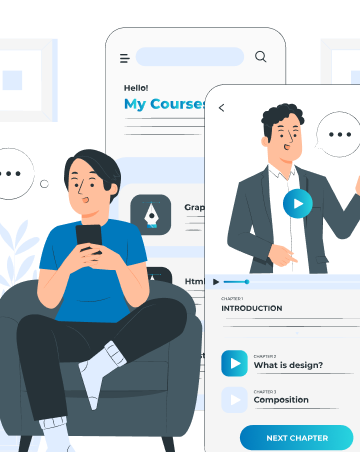 Hello!
My Courses
Grap
Html
st
CHAPTER 1
INTRODUCTION
CHAPTER 2
What is design?
CHAPTER 3
Composition
NEXT CHAPTER